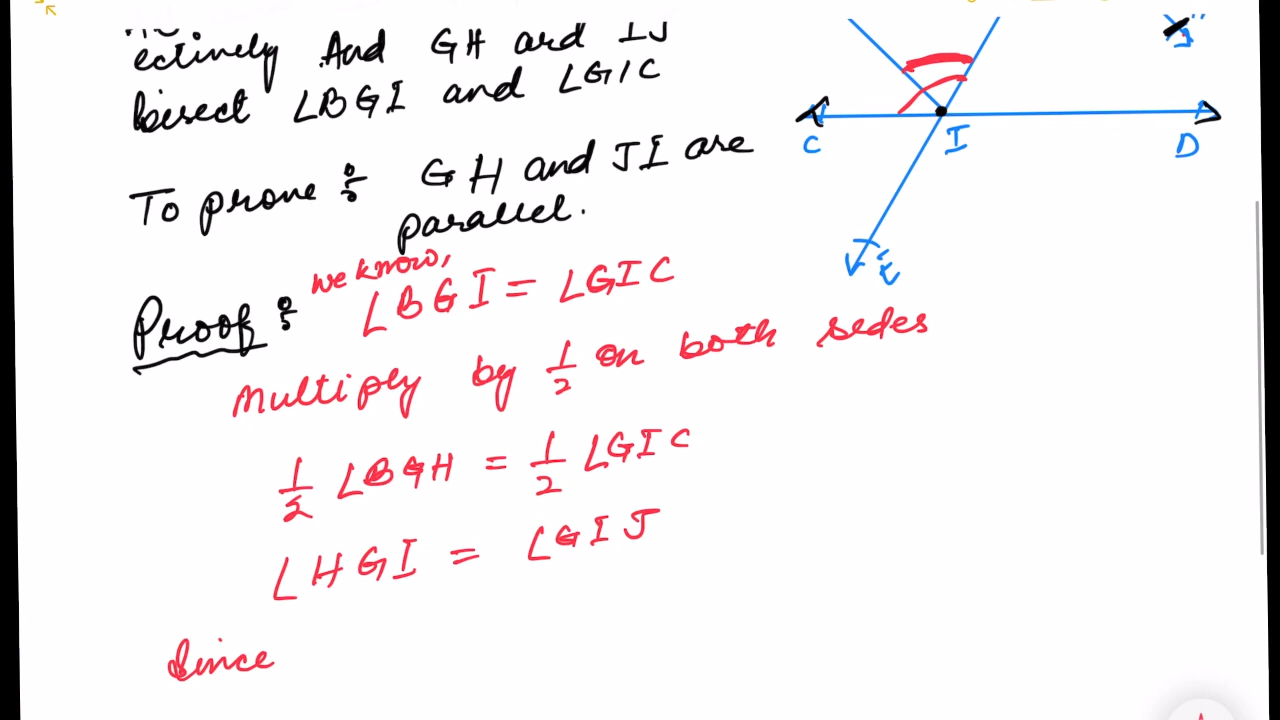 ectively And GH and IJ
bisect ∠BGI and ∠GIC
To prove : GH and JI are
parallel.
C
I
D
E
we know,
Proof : ∠BGI = ∠GIC
Multiply by 1/2 on both sides
1/2 ∠BGH = 1/2 ∠GIC
∠HGI = ∠GIJ
Since